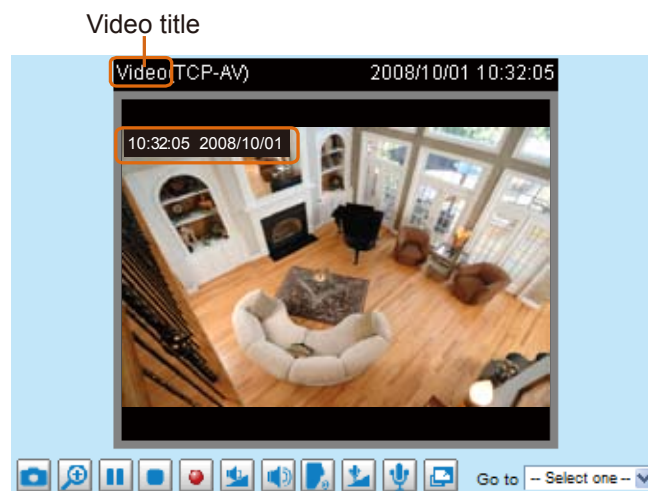 Video title
Video(TCP-AV) 2008/10/01 10:32:05
10:32:05 2008/10/01
Go to -- Select one --